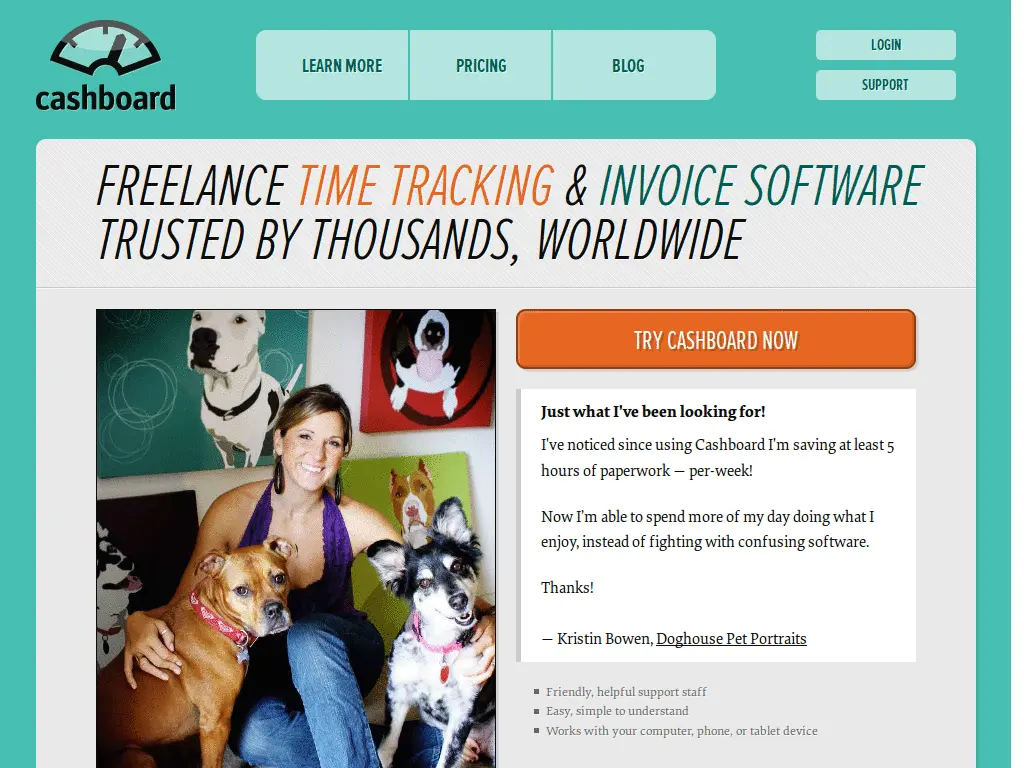 cashboard
LEARN MORE
PRICING
BLOG
LOGIN
SUPPORT
FREELANCE TIME TRACKING & INVOICE SOFTWARE
TRUSTED BY THOUSANDS, WORLDWIDE
TRY CASHBOARD NOW
Just what I've been looking for!
I've noticed since using Cashboard I'm saving at least 5
hours of paperwork — per-week!
Now I'm able to spend more of my day doing what I
enjoy, instead of fighting with confusing software.
Thanks!
— Kristin Bowen, Doghouse Pet Portraits
Friendly, helpful support staff
Easy, simple to understand
Works with your computer, phone, or tablet device